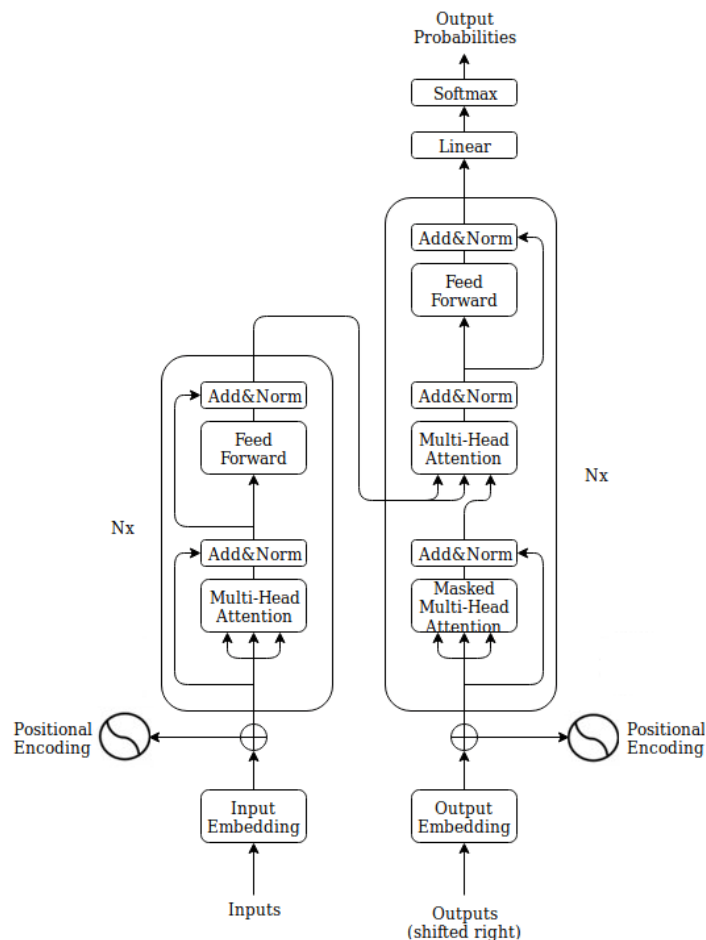 Output
Probabilities
Softmax
Linear
Add&Norm
Feed
Forward
Add&Norm
Multi-Head
Attention
Nx
Add&Norm
Masked
Multi-Head
Attention
Add&Norm
Feed
Forward
Nx
Add&Norm
Multi-Head
Attention
Positional
Encoding
Positional
Encoding
Input
Embedding
Output
Embedding
Inputs
Outputs
(shifted right)